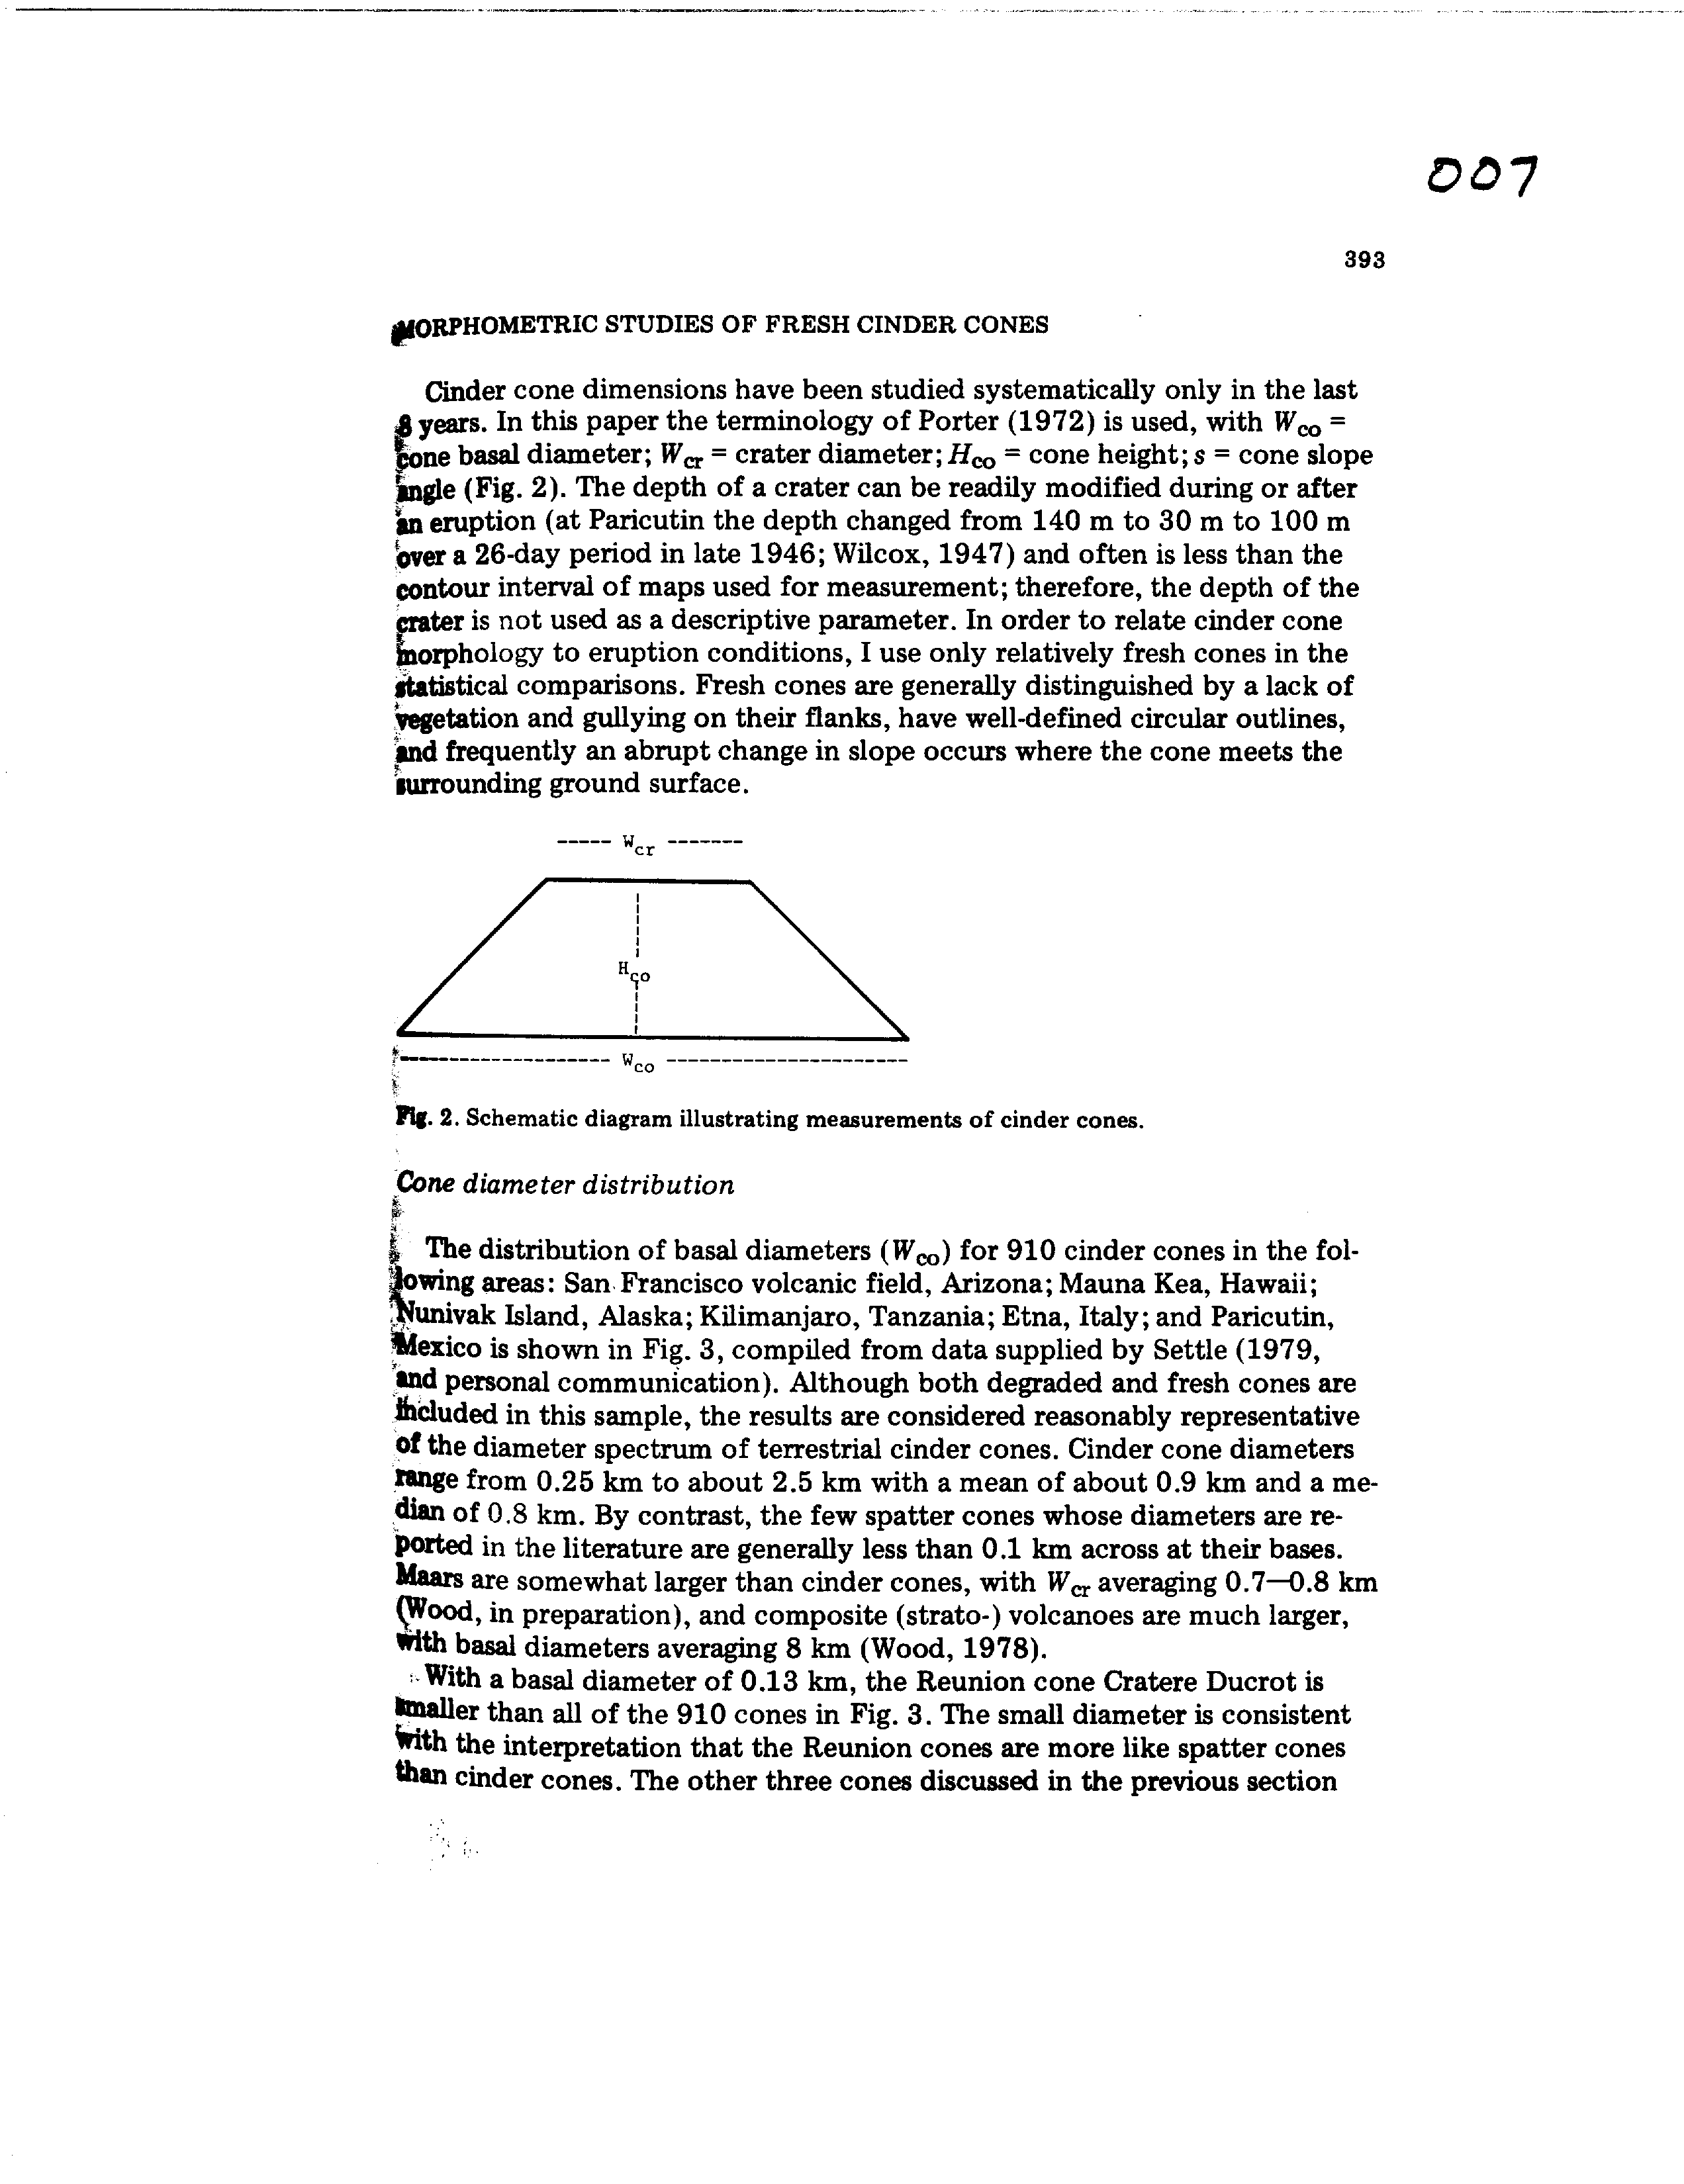 007
393
MORPHOMETRIC STUDIES OF FRESH CINDER CONES
Cinder cone dimensions have been studied systematically only in the last
8 years. In this paper the terminology of Porter (1972) is used, with Wco =
cone basal diameter; Wcr = crater diameter; Hco = cone height; s = cone slope
angle (Fig. 2). The depth of a crater can be readily modified during or after
an eruption (at Paricutin the depth changed from 140 m to 30 m to 100 m
over a 26-day period in late 1946; Wilcox, 1947) and often is less than the
contour interval of maps used for measurement; therefore, the depth of the
crater is not used as a descriptive parameter. In order to relate cinder cone
morphology to eruption conditions, I use only relatively fresh cones in the
statistical comparisons. Fresh cones are generally distinguished by a lack of
vegetation and gullying on their flanks, have well-defined circular outlines,
and frequently an abrupt change in slope occurs where the cone meets the
surrounding ground surface.
Wcr
Hco
Wco
Fig. 2. Schematic diagram illustrating measurements of cinder cones.
Cone diameter distribution
The distribution of basal diameters (Wco) for 910 cinder cones in the fol-
lowing areas: San Francisco volcanic field, Arizona; Mauna Kea, Hawaii;
Nunivak Island, Alaska; Kilimanjaro, Tanzania; Etna, Italy; and Paricutin,
Mexico is shown in Fig. 3, compiled from data supplied by Settle (1979,
and personal communication). Although both degraded and fresh cones are
included in this sample, the results are considered reasonably representative
of the diameter spectrum of terrestrial cinder cones. Cinder cone diameters
range from 0.25 km to about 2.5 km with a mean of about 0.9 km and a me-
dian of 0.8 km. By contrast, the few spatter cones whose diameters are re-
ported in the literature are generally less than 0.1 km across at their bases.
Maars are somewhat larger than cinder cones, with Wcr averaging 0.7—0.8 km
(Wood, in preparation), and composite (strato-) volcanoes are much larger,
with basal diameters averaging 8 km (Wood, 1978).
With a basal diameter of 0.13 km, the Reunion cone Cratere Ducrot is
smaller than all of the 910 cones in Fig. 3. The small diameter is consistent
with the interpretation that the Reunion cones are more like spatter cones
than cinder cones. The other three cones discussed in the previous section